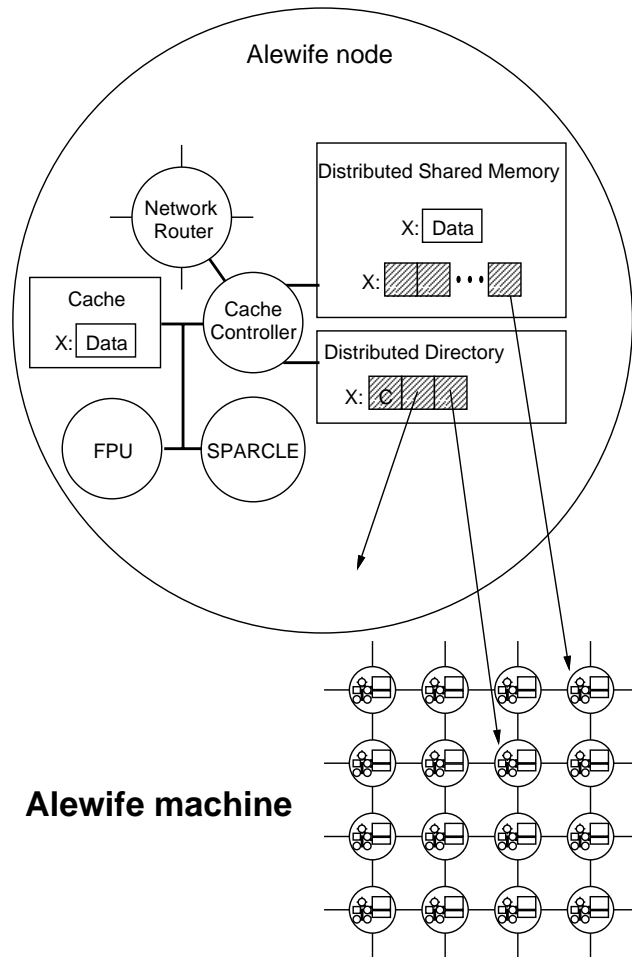 Alewife node
Network
Router
Distributed Shared Memory
X: Data
X:
Cache
X: Data
Cache
Controller
Distributed Directory
X: C
FPU
SPARCLE
Alewife machine